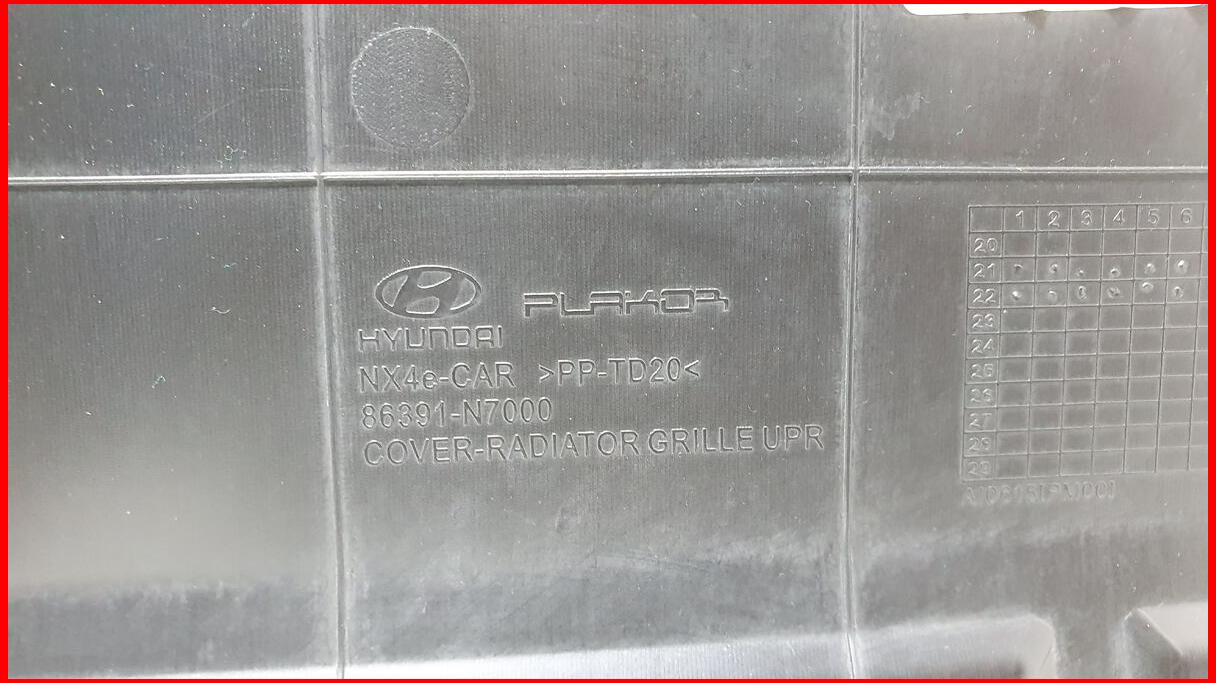 HYUNDAI
PLAKOR
NX4e-CAR >PP-TD20<
86391-N7000
COVER-RADIATOR GRILLE UPR
1 2 3 4 5 6
20
21
22
23
24
25
26
27
28
29